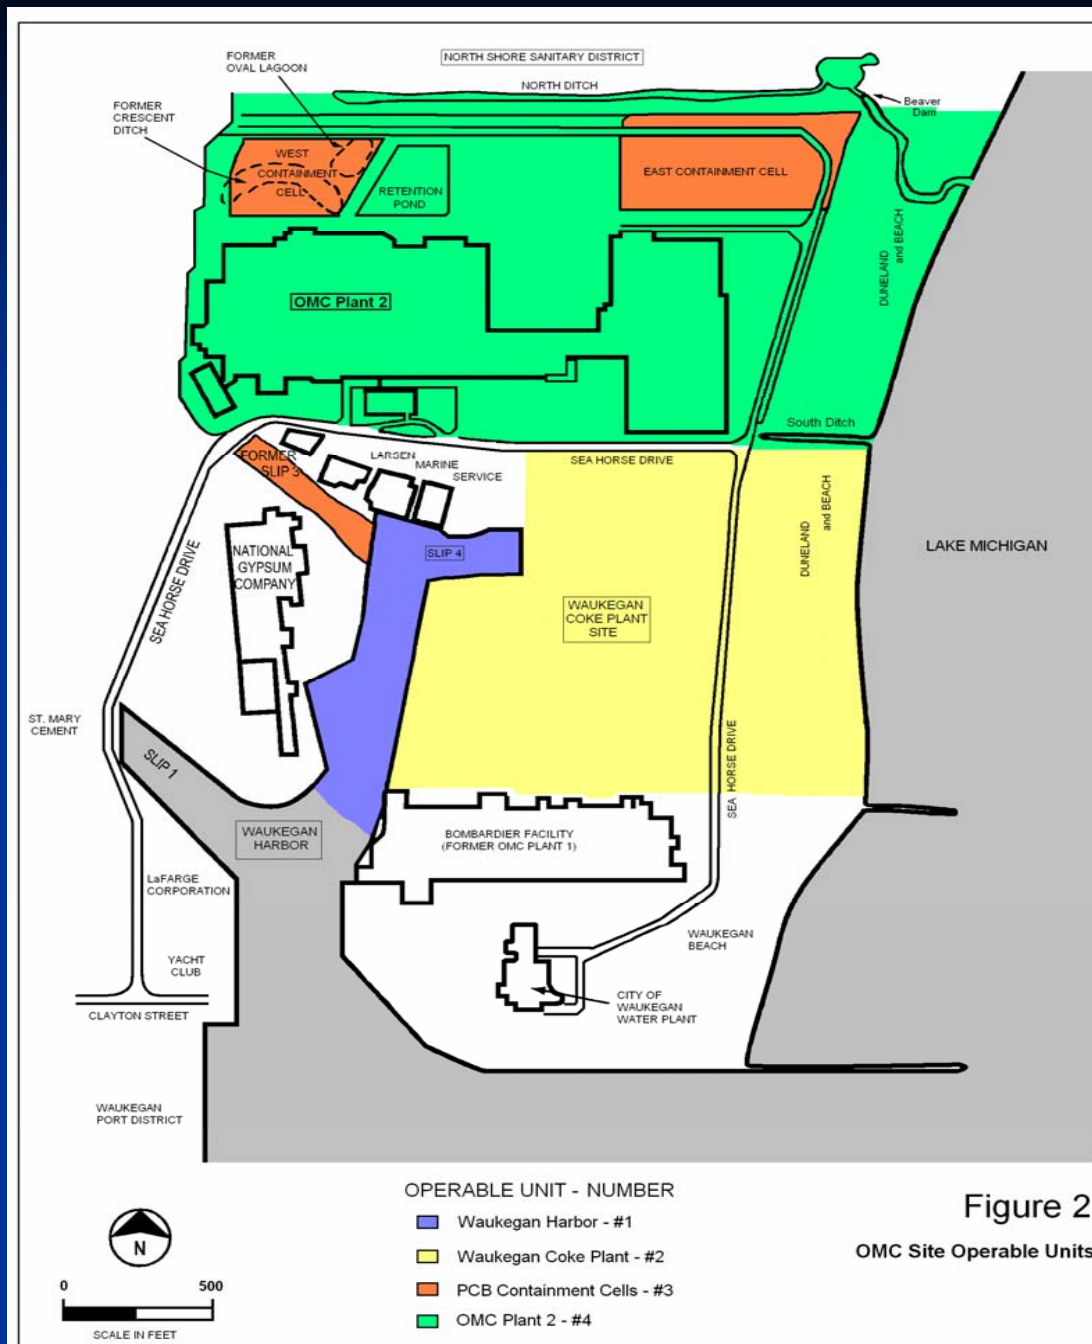 FORMER
OVAL LAGOON
NORTH SHORE SANITARY DISTRICT
NORTH DITCH
FORMER
CRESCENT
DITCH
Beaver
Dam
WEST
CONTAINMENT
CELL
RETENTION
POND
EAST CONTAINMENT CELL
DUNELAND
and BEACH
OMC Plant 2
South Ditch
FORMER
SLIP 3
LARSEN
MARINE
SERVICE
SEA HORSE DRIVE
DUNELAND
and BEACH
SLIP 4
LAKE MICHIGAN
NATIONAL
GYPSUM
COMPANY
SEA HORSE DRIVE
WAUKEGAN
COKE PLANT
SITE
ST. MARY
CEMENT
SLIP 1
SEA HORSE DRIVE
WAUKEGAN
HARBOR
BOMBARDIER FACILITY
(FORMER OMC PLANT 1)
LaFARGE
CORPORATION
WAUKEGAN
BEACH
YACHT
CLUB
CITY OF
WAUKEGAN
WATER PLANT
CLAYTON STREET
WAUKEGAN
PORT DISTRICT
OPERABLE UNIT - NUMBER
Waukegan Harbor - #1
Waukegan Coke Plant - #2
PCB Containment Cells - #3
OMC Plant 2 - #4
Figure 2
OMC Site Operable Units
N
0 500
SCALE IN FEET